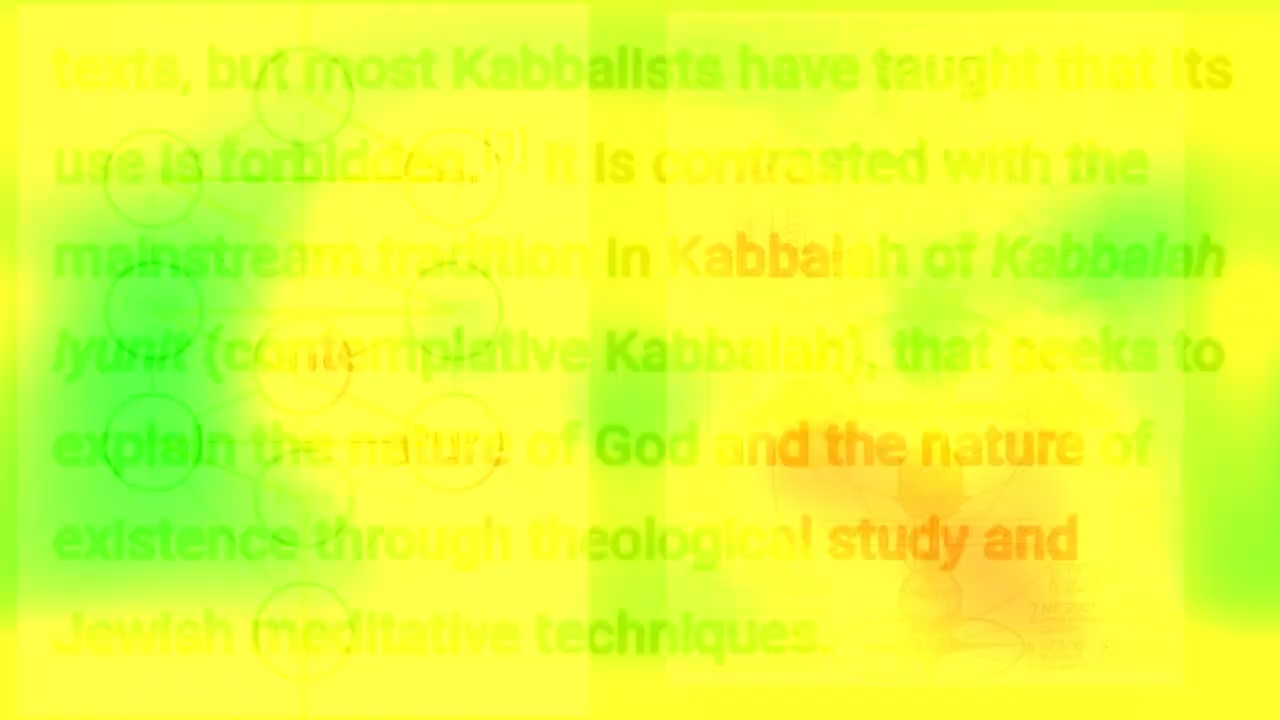 texts, but most Kabbalists have taught that its
use is forbidden.[1] It is contrasted with the
mainstream tradition in Kabbalah of Kabbalah
Iyunit (contemplative Kabbalah), that seeks to
explain the nature of God and the nature of
existence through theological study and
Jewish meditative techniques.